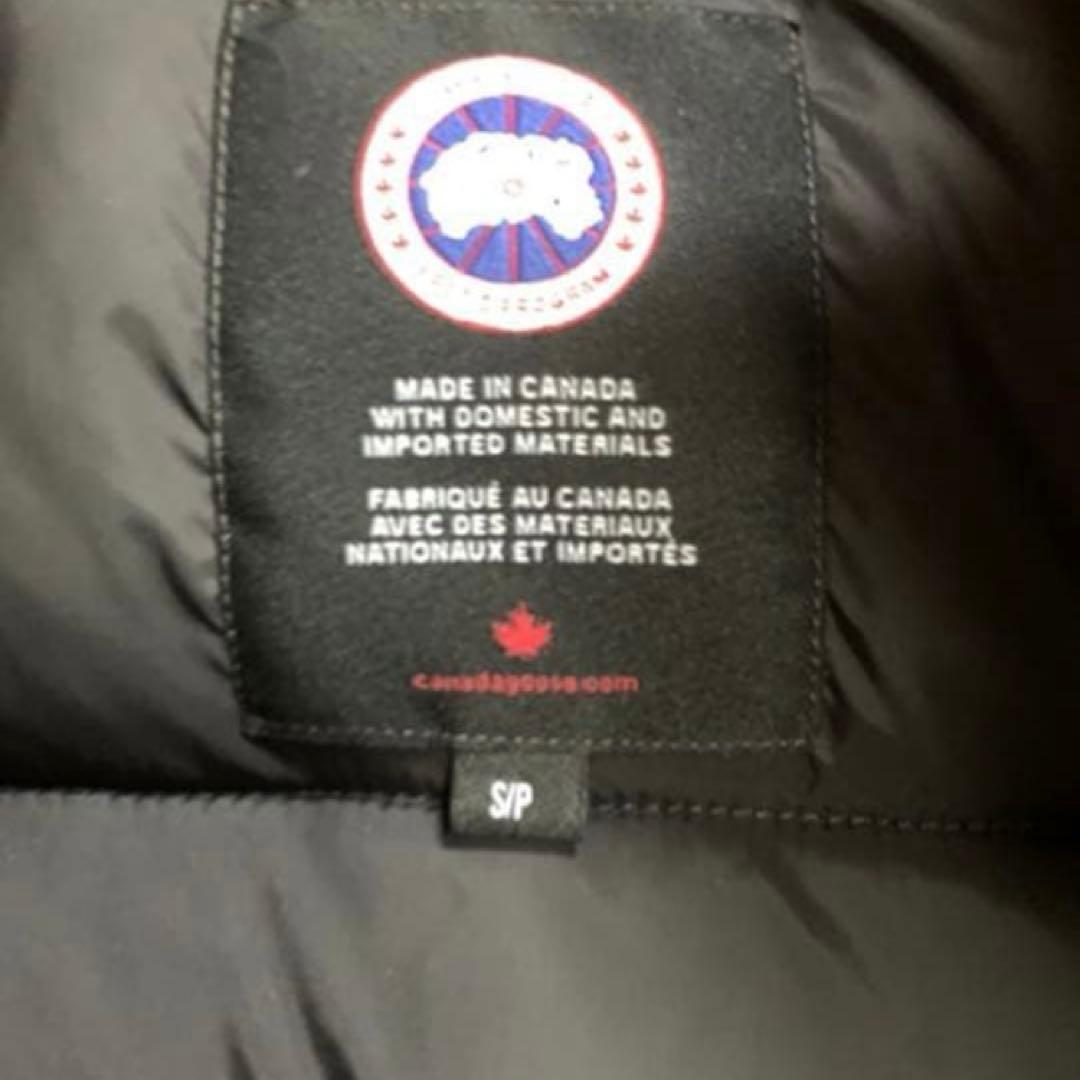 MADE IN CANADA
WITH DOMESTIC AND
IMPORTED MATERIALS
FABRIQUÉ AU CANADA
AVEC DES MATERIAUX
NATIONAUX ET IMPORTÉS
canadagoose.com
S/P